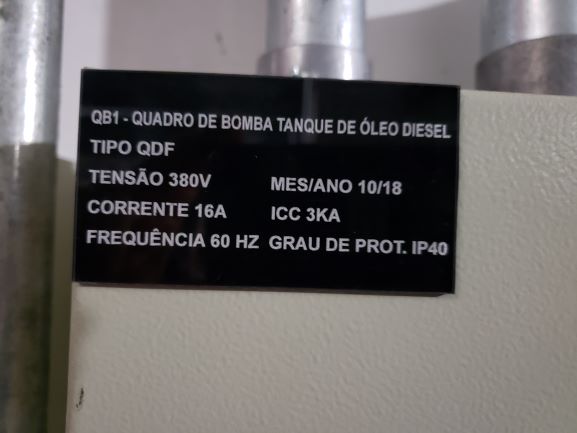 QB1 - QUADRO DE BOMBA TANQUE DE ÓLEO DIESEL
TIPO QDF
TENSÃO 380V MES/ANO 10/18
CORRENTE 16A ICC 3KA
FREQUÊNCIA 60 HZ GRAU DE PROT. IP40